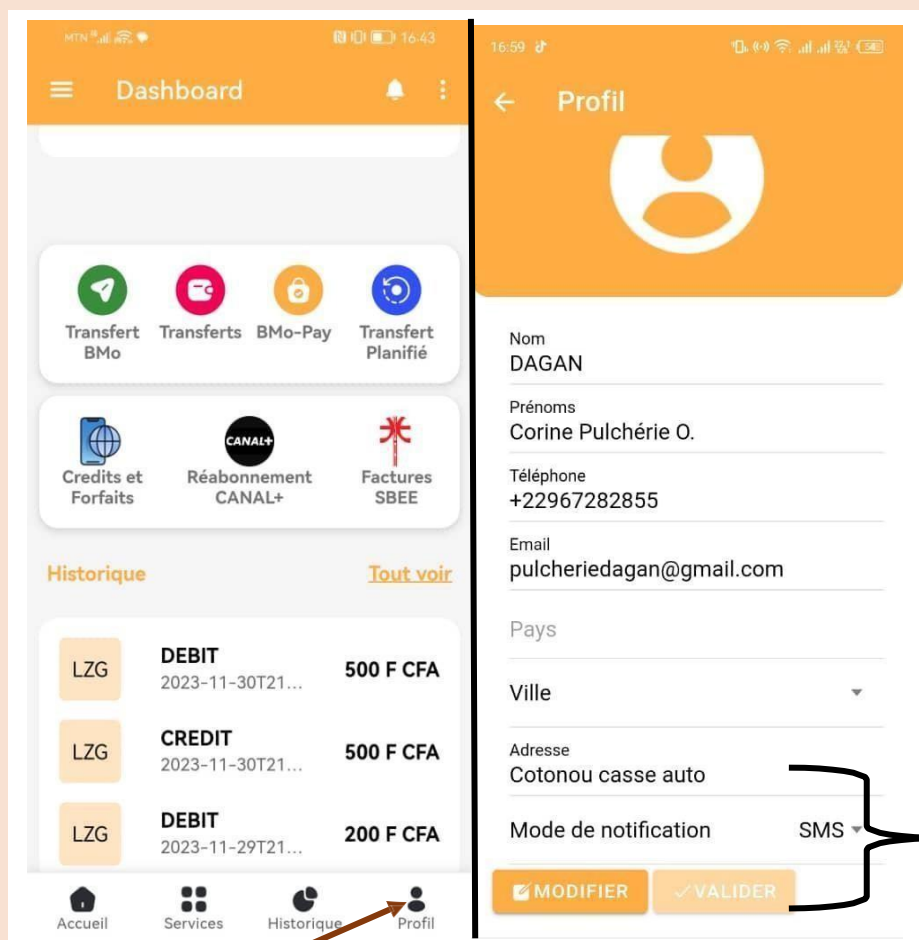 MTN
16:43
Dashboard
Transfert
BMo
Transferts
BMo-Pay
Transfert
Planifié
CANAL+
Credits et
Forfaits
Réabonnement
CANAL+
Factures
SBEE
Historique
Tout voir
LZG
DEBIT
2023-11-30T21...
500 F CFA
LZG
CREDIT
2023-11-30T21...
500 F CFA
LZG
DEBIT
2023-11-29T21...
200 F CFA
Accueil
Services
Historique
Profil
16:59
Profil
Nom
DAGAN
Prénoms
Corine Pulchérie O.
Téléphone
+22967282855
Email
pulcheriedagan@gmail.com
Pays
Ville
Adresse
Cotonou casse auto
Mode de notification
SMS
MODIFIER
VALIDER